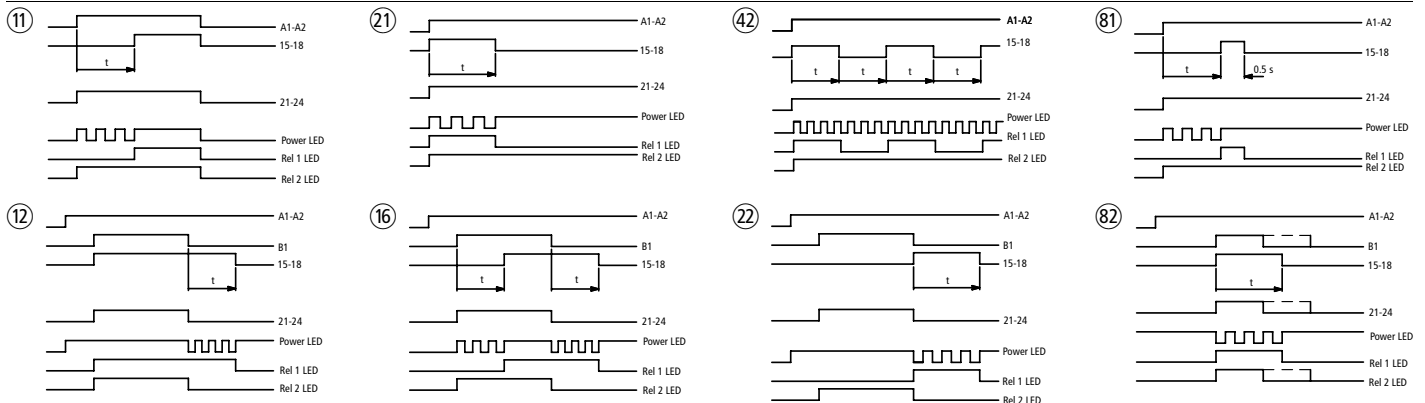 11
A1-A2
15-18
t
21-24
Power LED
Rel 1 LED
Rel 2 LED
21
A1-A2
15-18
t
21-24
Power LED
Rel 1 LED
Rel 2 LED
42
A1-A2
15-18
t t t t
21-24
Power LED
Rel 1 LED
Rel 2 LED
81
A1-A2
15-18
t 0.5 s
21-24
Power LED
Rel 1 LED
Rel 2 LED
12
A1-A2
B1
15-18
t
21-24
Power LED
Rel 1 LED
Rel 2 LED
16
A1-A2
B1
15-18
t t
21-24
Power LED
Rel 1 LED
Rel 2 LED
22
A1-A2
B1
15-18
t
21-24
Power LED
Rel 1 LED
Rel 2 LED
82
A1-A2
B1
15-18
t
21-24
Power LED
Rel 1 LED
Rel 2 LED